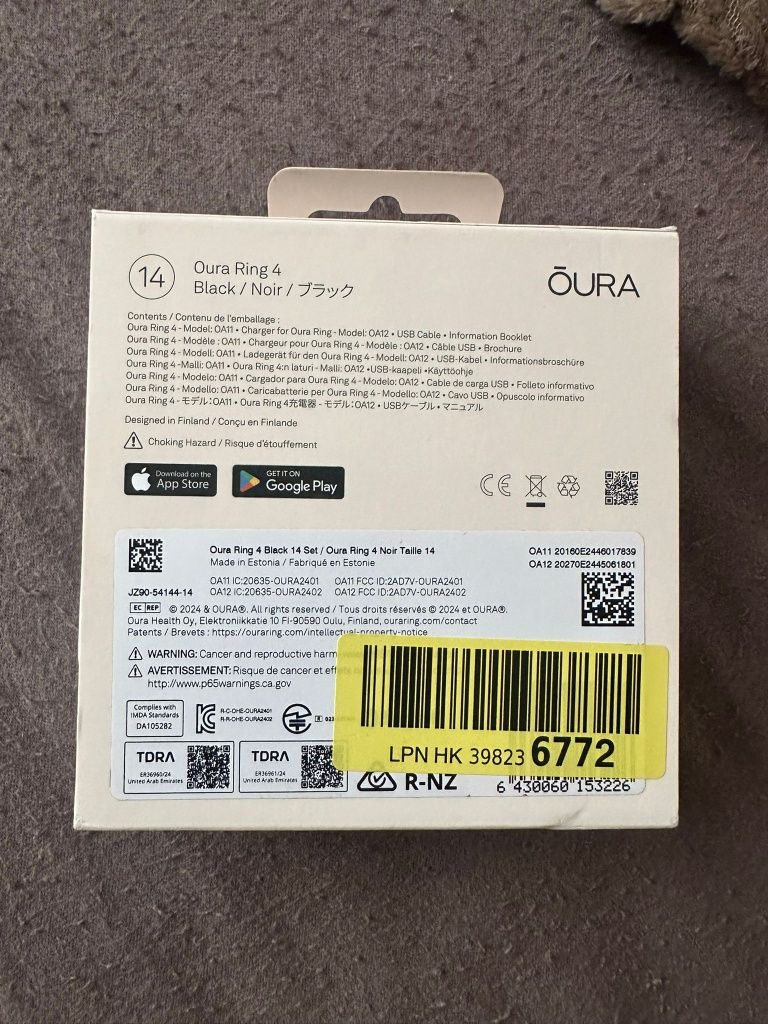 14
Oura Ring 4
Black / Noir / ブラック
ŌURA
Contents / Contenu de l'emballage :
Oura Ring 4 - Model: OA11 • Charger for Oura Ring - Model: OA12 • USB Cable • Information Booklet
Oura Ring 4 - Modèle : OA11 • Chargeur pour Oura Ring 4 - Modèle : OA12 • Câble USB • Brochure
Oura Ring 4 - Modell: OA11 • Ladegerät für den Oura Ring 4 - Modell: OA12 • USB-Kabel • Informationsbroschüre
Oura Ring 4 -Malli: OA11 • Oura Ring 4:n laturi - Malli: OA12 •USB-kaapeli •Käyttöohje
Oura Ring 4 - Modelo: OA11 • Cargador para Oura Ring 4 - Modelo: OA12 • Cable de carga USB • Folleto informativo
Oura Ring 4 - Modello: OA11 • Caricabatterie per Oura Ring 4 - Modello: OA12 • Cavo USB • Opuscolo informativo
Oura Ring 4 - モデル：OA11 • Oura Ring 4充電器 - モデル：OA12 • USBケーブル • マニュアル
Designed in Finland / Conçu en Finlande
Choking Hazard / Risque d'étouffement
Download on the
App Store
GET IT ON
Google Play
CE
Oura Ring 4 Black 14 Set / Oura Ring 4 Noir Taille 14
Made in Estonia / Fabriqué en Estonie
OA11 20160E2446017839
OA12 20270E2445061801
OA11 IC:20635-OURA2401 OA11 FCC ID:2AD7V-OURA2401
JZ90-54144-14 OA12 IC:20635-OURA2402 OA12 FCC ID:2AD7V-OURA2402
EC REP © 2024 & OURA®. All rights reserved / Tous droits réservés © 2024 et OURA®.
Oura Health Oy, Elektroniikkatie 10 FI-90590 Oulu, Finland, ouraring.com/contact
Patents / Brevets : https://ouraring.com/intellectual-property-notice
WARNING: Cancer and reproductive harm
AVERTISSEMENT: Risque de cancer et effets
http://www.p65warnings.ca.gov
Complies with
IMDA Standards
DA105282
R-C-OHE-OURA2401
R-R-OHE-OURA2402
R
LPN HK 398236772
TDRA
ER36960/24
United Arab Emirates
TDRA
ER36961/24
United Arab Emirates
R-NZ
6 430060 153226